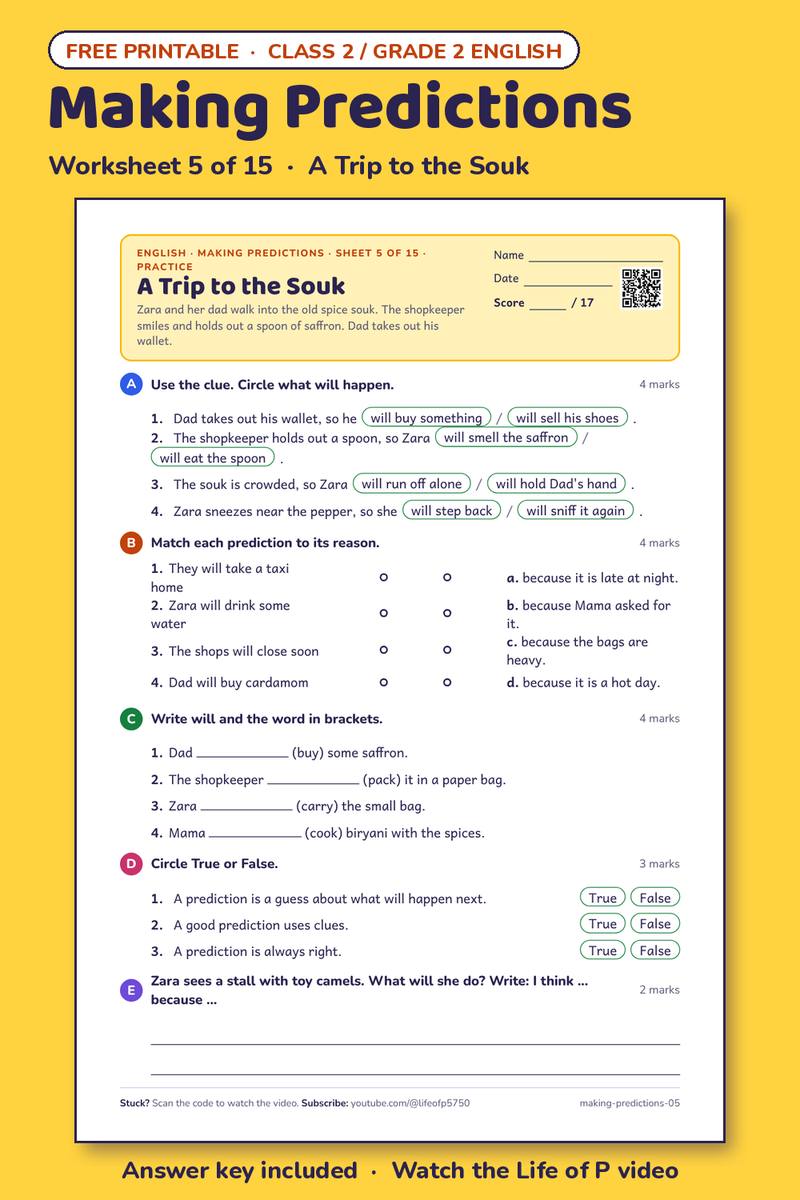 FREE PRINTABLE · CLASS 2 / GRADE 2 ENGLISH
Making Predictions
Worksheet 5 of 15 · A Trip to the Souk
ENGLISH · MAKING PREDICTIONS · SHEET 5 OF 15 ·
PRACTICE
A Trip to the Souk
Zara and her dad walk into the old spice souk. The shopkeeper
smiles and holds out a spoon of saffron. Dad takes out his
wallet.
Name
Date
Score / 17
A Use the clue. Circle what will happen. 4 marks
1. Dad takes out his wallet, so he will buy something / will sell his shoes .
2. The shopkeeper holds out a spoon, so Zara will smell the saffron /
will eat the spoon .
3. The souk is crowded, so Zara will run off alone / will hold Dad's hand .
4. Zara sneezes near the pepper, so she will step back / will sniff it again .
B Match each prediction to its reason. 4 marks
1. They will take a taxi
home
a. because it is late at night.
2. Zara will drink some
water
b. because Mama asked for
it.
3. The shops will close soon
c. because the bags are
heavy.
4. Dad will buy cardamom
d. because it is a hot day.
C Write will and the word in brackets. 4 marks
1. Dad ____________ (buy) some saffron.
2. The shopkeeper ____________ (pack) it in a paper bag.
3. Zara ____________ (carry) the small bag.
4. Mama ____________ (cook) biryani with the spices.
D Circle True or False. 3 marks
1. A prediction is a guess about what will happen next. True False
2. A good prediction uses clues. True False
3. A prediction is always right. True False
E Zara sees a stall with toy camels. What will she do? Write: I think ...
because ...
2 marks
Stuck? Scan the code to watch the video. Subscribe: youtube.com/@lifeofp5750
making-predictions-05
Answer key included · Watch the Life of P video